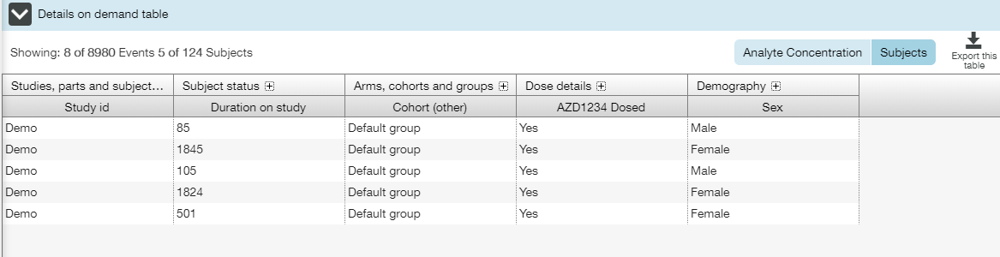 Details on demand table
Showing: 8 of 8980 Events 5 of 124 Subjects
Analyte Concentration Subjects
Export this
table
Studies, parts and subject... Subject status Arms, cohorts and groups Dose details Demography
Study id Duration on study Cohort (other) AZD1234 Dosed Sex
Demo 85 Default group Yes Male
Demo 1845 Default group Yes Female
Demo 105 Default group Yes Male
Demo 1824 Default group Yes Female
Demo 501 Default group Yes Female